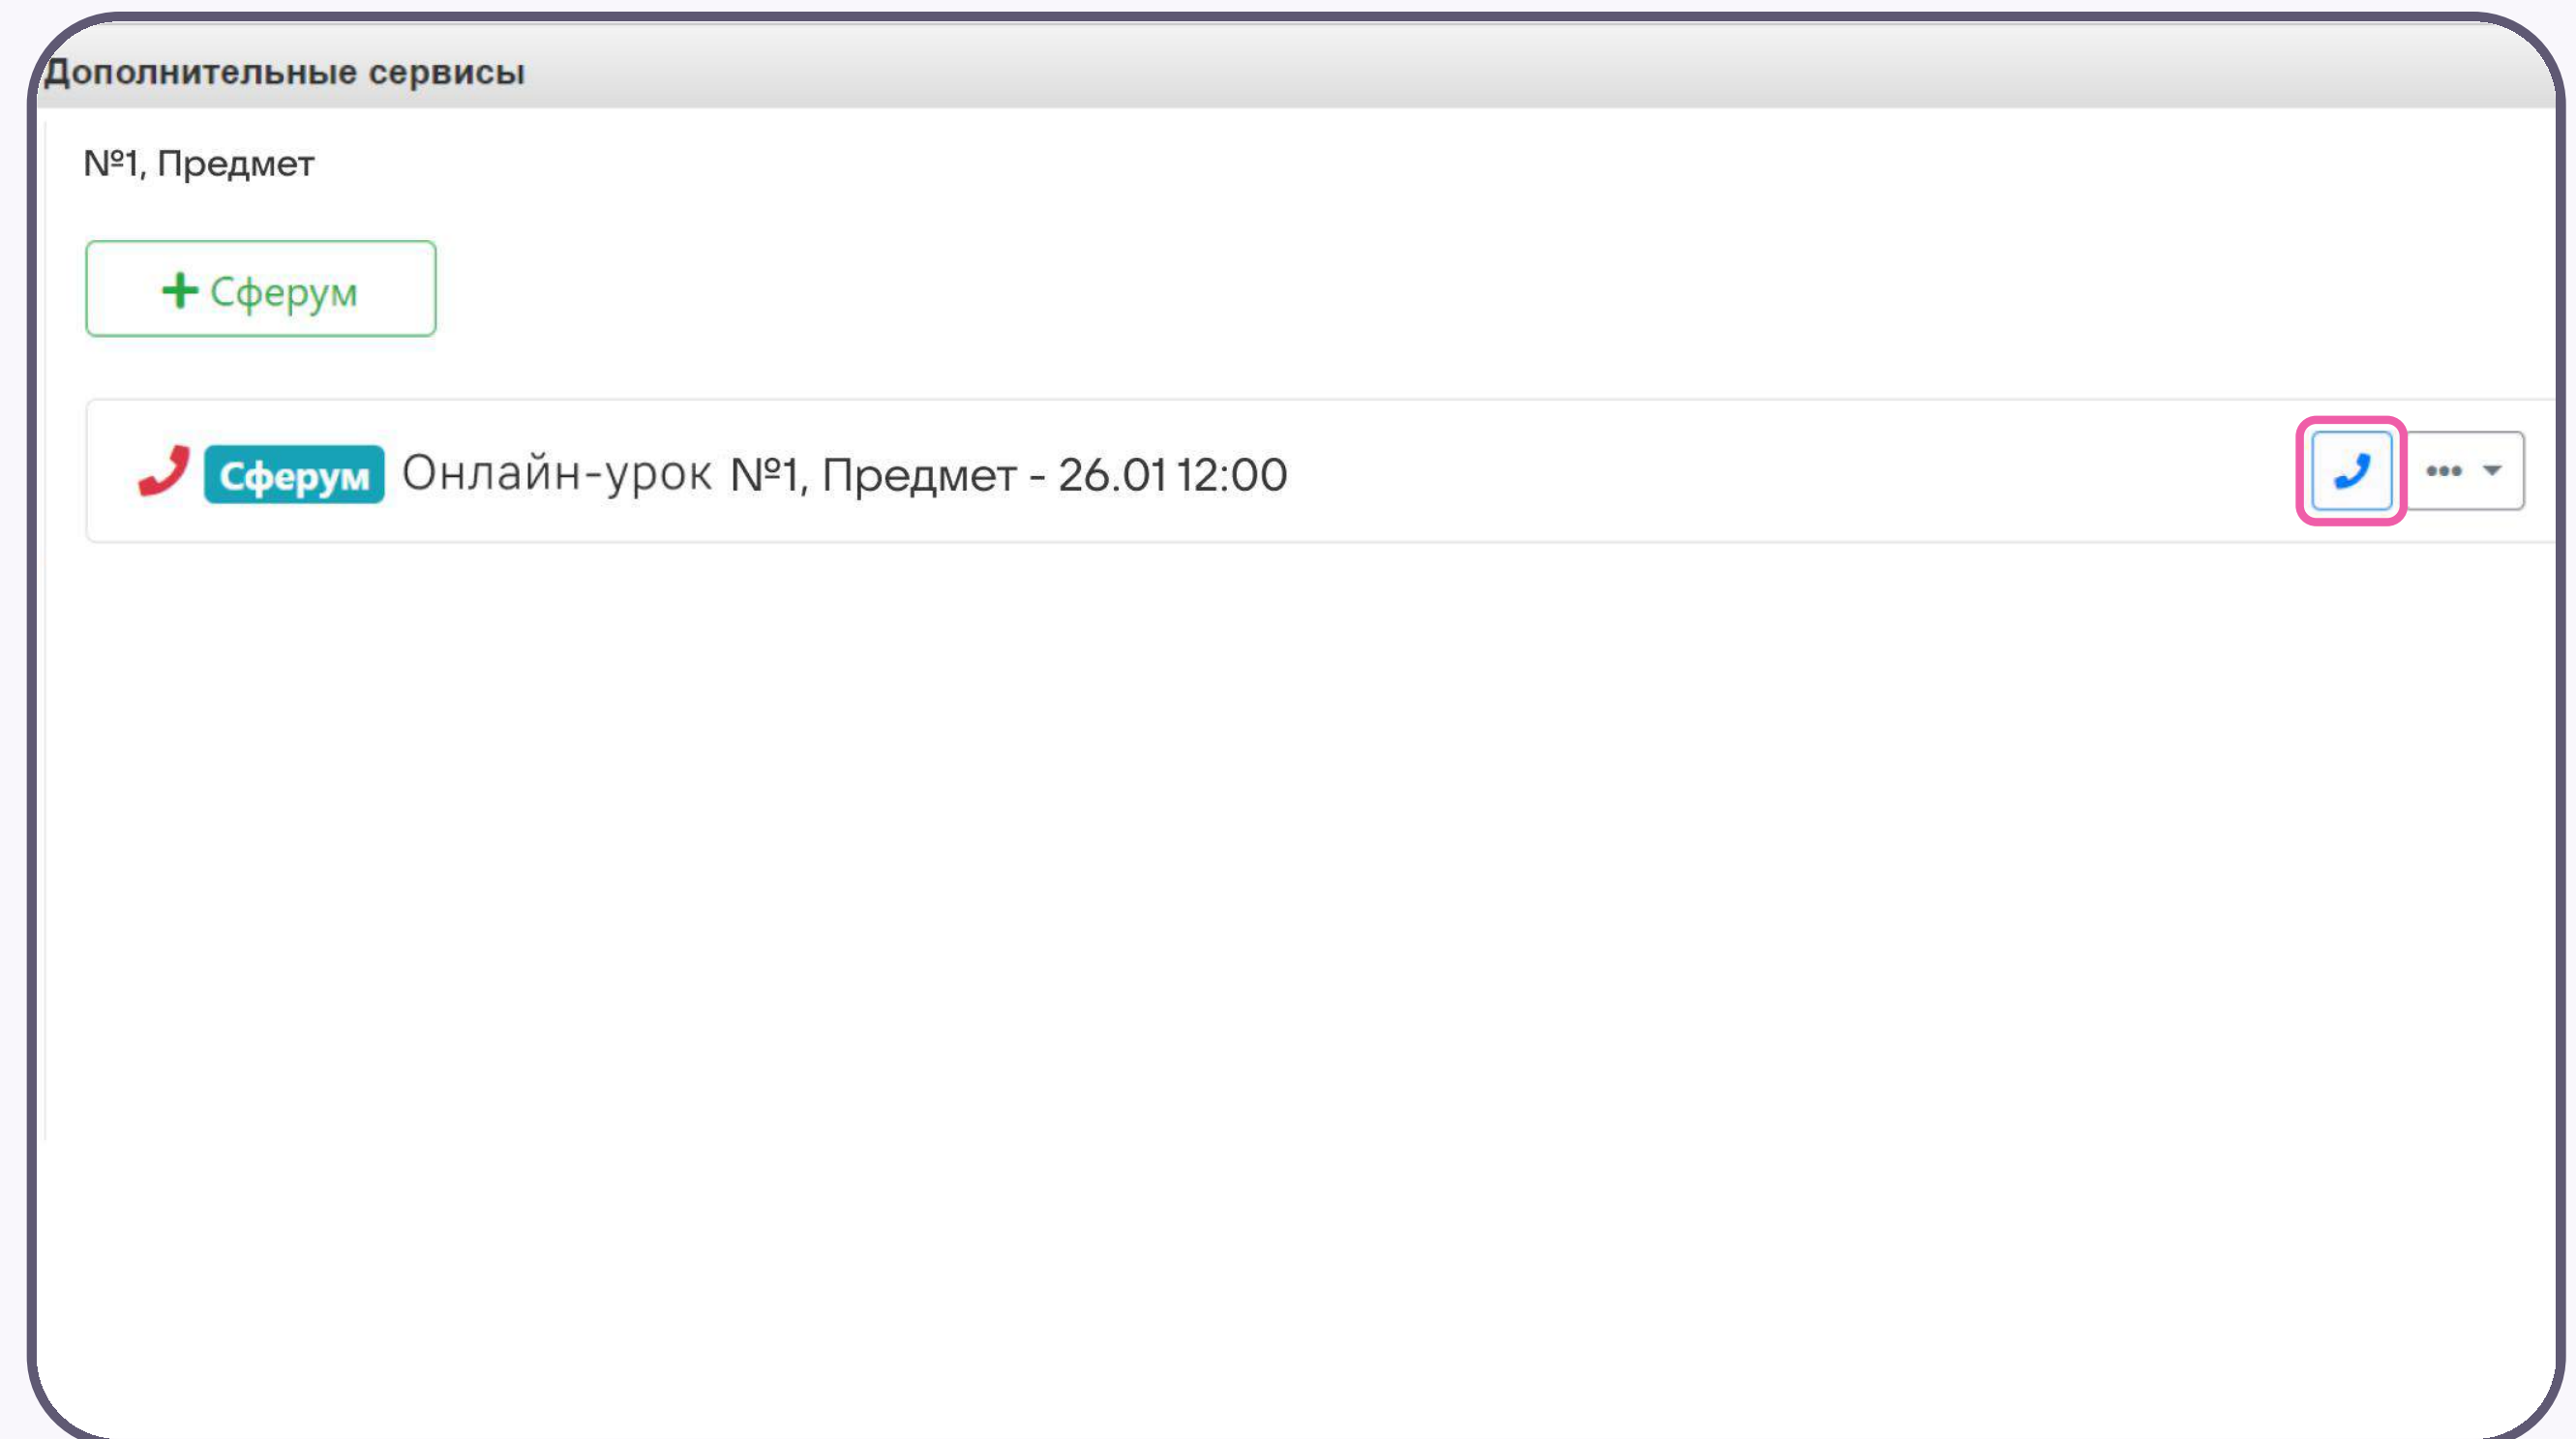 Дополнительные сервисы
№1, Предмет
+ Сферум
Сферум Онлайн-урок №1, Предмет - 26.01 12:00